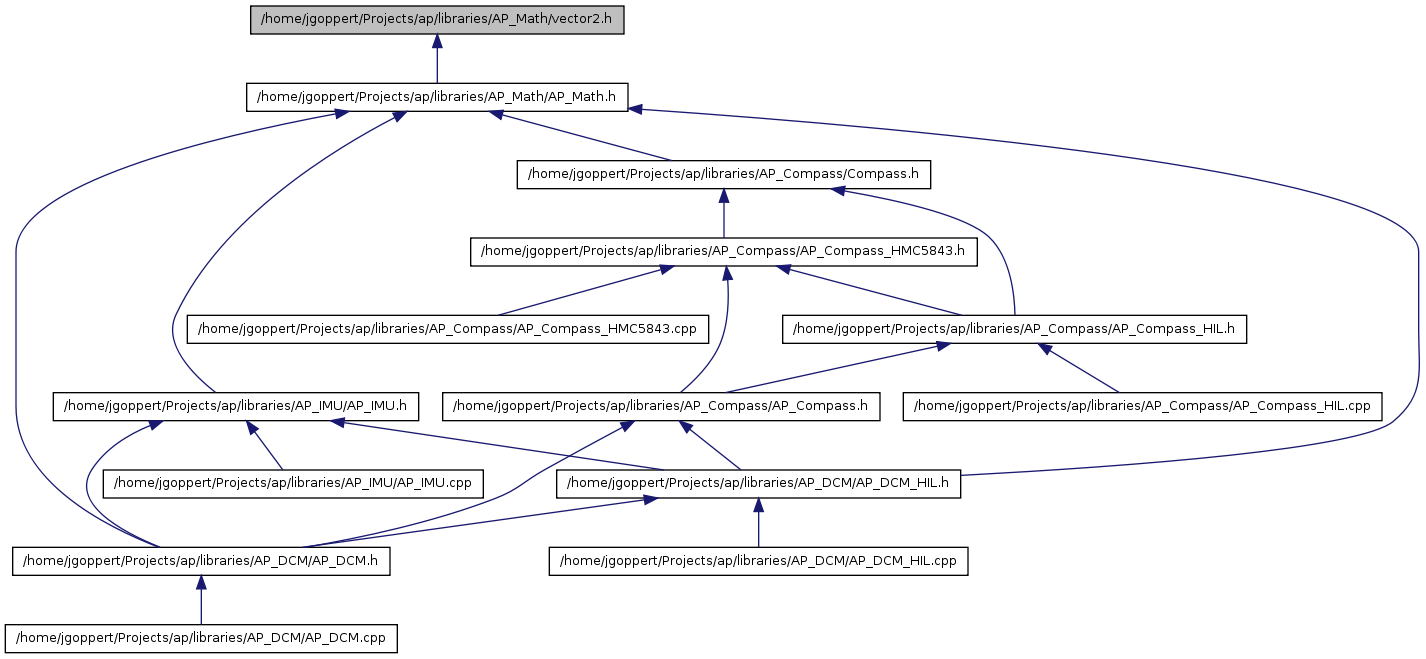 /home/jgoppert/Projects/ap/libraries/AP_Math/vector2.h
/home/jgoppert/Projects/ap/libraries/AP_Math/AP_Math.h
/home/jgoppert/Projects/ap/libraries/AP_Compass/Compass.h
/home/jgoppert/Projects/ap/libraries/AP_Compass/AP_Compass_HMC5843.h
/home/jgoppert/Projects/ap/libraries/AP_Compass/AP_Compass_HMC5843.cpp
/home/jgoppert/Projects/ap/libraries/AP_Compass/AP_Compass_HIL.h
/home/jgoppert/Projects/ap/libraries/AP_IMU/AP_IMU.h
/home/jgoppert/Projects/ap/libraries/AP_Compass/AP_Compass.h
/home/jgoppert/Projects/ap/libraries/AP_Compass/AP_Compass_HIL.cpp
/home/jgoppert/Projects/ap/libraries/AP_IMU/AP_IMU.cpp
/home/jgoppert/Projects/ap/libraries/AP_DCM/AP_DCM_HIL.h
/home/jgoppert/Projects/ap/libraries/AP_DCM/AP_DCM.h
/home/jgoppert/Projects/ap/libraries/AP_DCM/AP_DCM_HIL.cpp
/home/jgoppert/Projects/ap/libraries/AP_DCM/AP_DCM.cpp